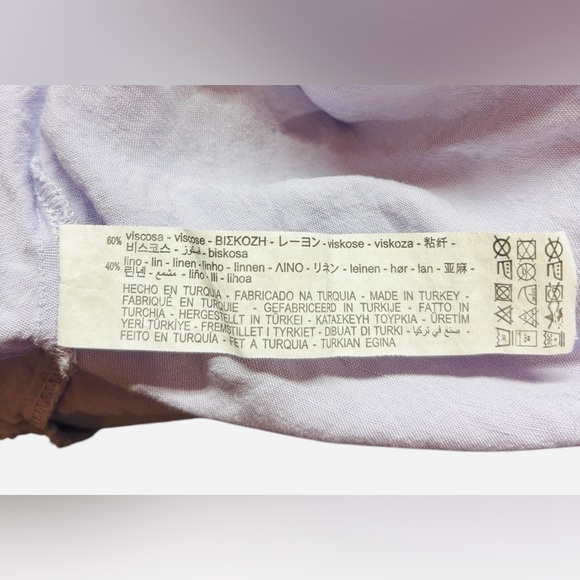 60% viscosa - viscose - ΒΙΣΚΟΖΗ - レーヨン - viskose - viskoza - 粘纤 -
비스코스 - فسكوز - biskosa
40% lino - lin - linen - linho - linnen - ΛΙΝΟ - リネン - leinen - hør - lan - 亚麻 -
린넨 - liño - lli - lihoa
HECHO EN TURQUIA - FABRICADO NA TURQUIA - MADE IN TURKEY -
FABRIQUÉ EN TURQUIE - GEFABRICEERD IN TURKIJE - FATTO IN
TURCHIA - HERGESTELLT IN TÜRKEI - ΚΑΤΑΣΚΕΥΗ ΤΟΥΡΚΙΑ - ÜRETİM
YERİ TÜRKİYE - FREMSTILLET I TYRKIET - DIBUAT DI TURKI - صنع في تركيا -
FEITO EN TURQUÍA - FET A TURQUIA - TURKIAN EGINA